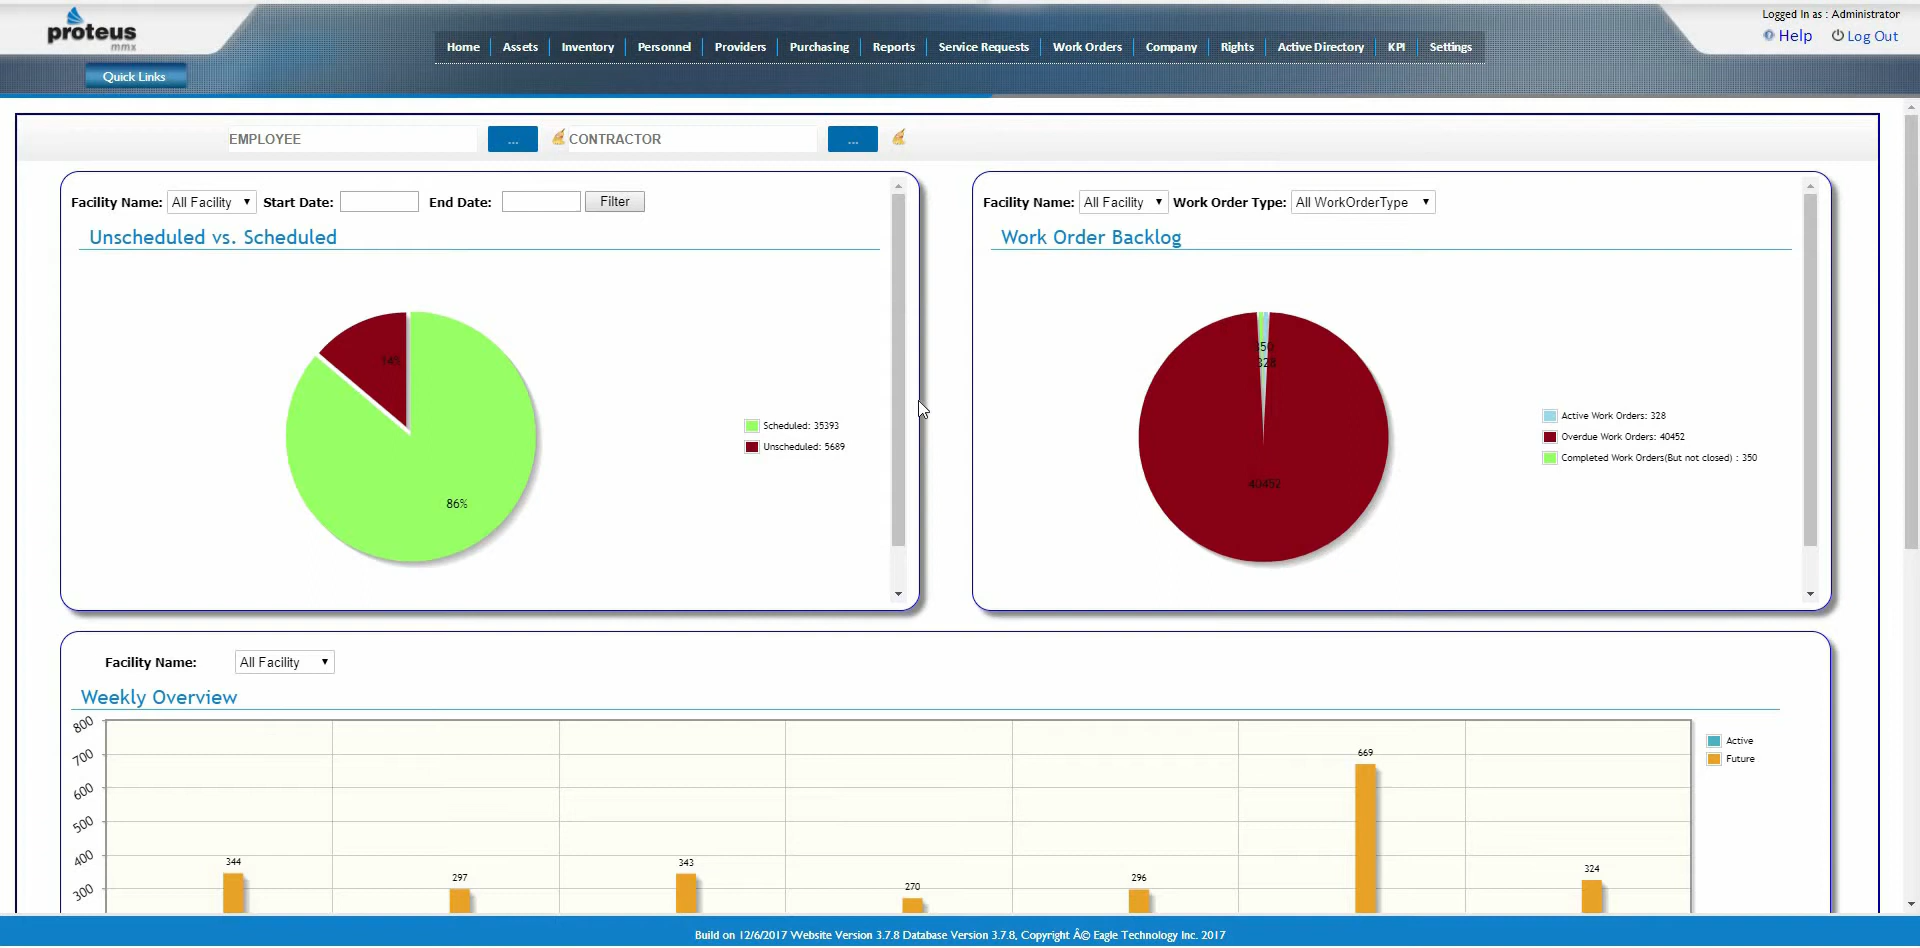 proteus
mmx
Logged In as : Administrator
Help
Log Out
Home Assets Inventory Personnel Providers Purchasing Reports Service Requests Work Orders Company Rights Active Directory KPI Settings
Quick Links
EMPLOYEE ... CONTRACTOR ...
Facility Name: All Facility Start Date: End Date: Filter
Unscheduled vs. Scheduled
14%
86%
Scheduled: 35393
Unscheduled: 5689
Facility Name: All Facility Work Order Type: All WorkOrderType
Work Order Backlog
350
328
40452
Active Work Orders: 328
Overdue Work Orders: 40452
Completed Work Orders(But not closed) : 350
Facility Name: All Facility
Weekly Overview
800
700
600
500
400
300
344
297
343
270
296
669
324
Active
Future
Build on 12/6/2017 Website Version 3.7.8 Database Version 3.7.8, Copyright Â© Eagle Technology Inc. 2017